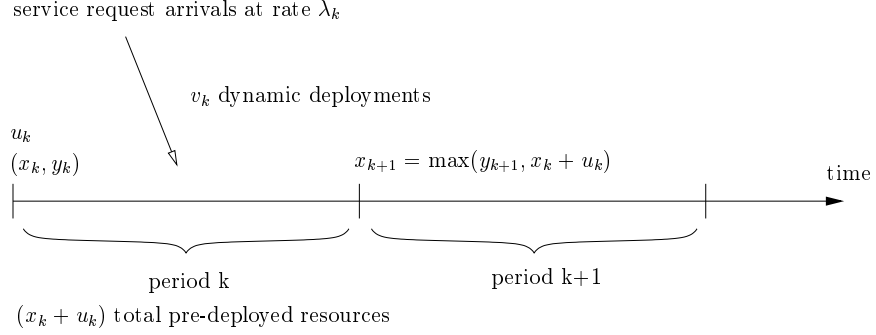 service request arrivals at rate λ_k
v_k dynamic deployments
u_k
(x_k, y_k)
x_{k+1} = max(y_{k+1}, x_k + u_k)
time
period k
period k+1
(x_k + u_k) total pre-deployed resources